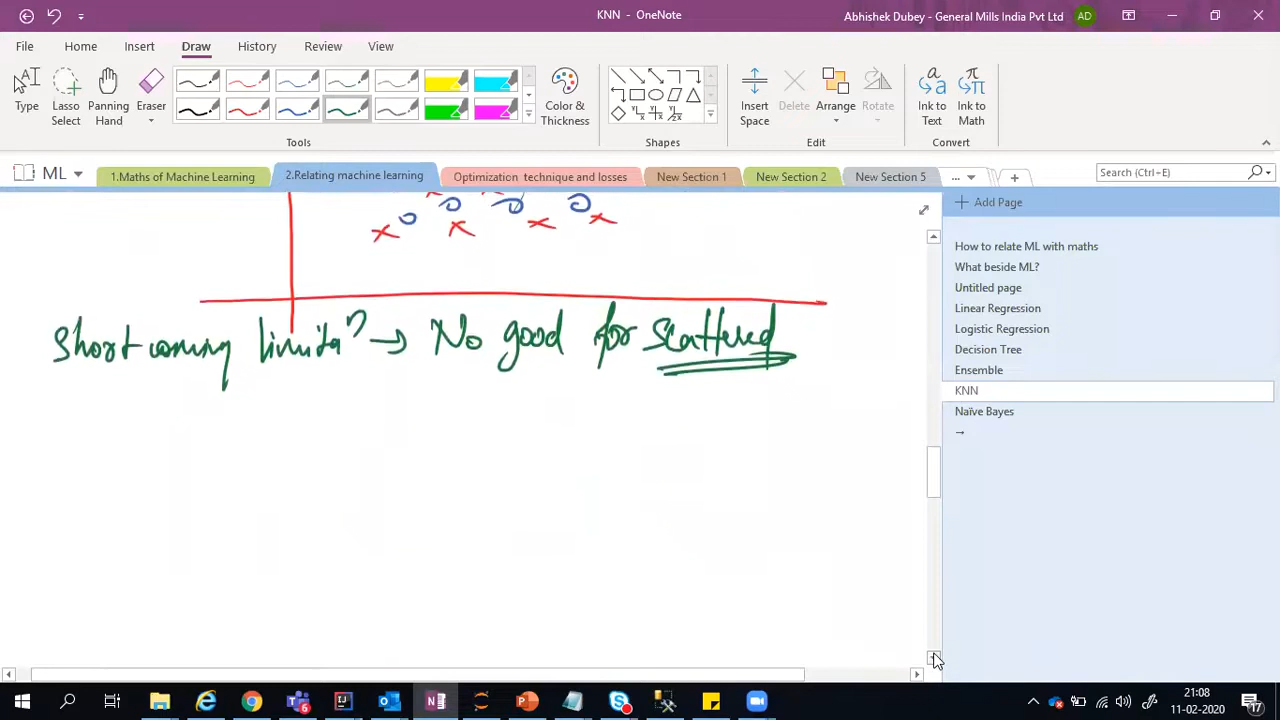 KNN - OneNote
Abhishek Dubey - General Mills India Pvt Ltd AD
File Home Insert Draw History Review View
Type Lasso Select Panning Hand Eraser Color & Thickness Insert Space Delete Arrange Rotate Ink to Text Ink to Math
Tools Shapes Edit Convert
ML 1.Maths of Machine Learning 2.Relating machine learning Optimization technique and losses New Section 1 New Section 2 New Section 5 ... Search (Ctrl+E)
Add Page
How to relate ML with maths
What beside ML?
Untitled page
Linear Regression
Logistic Regression
Decision Tree
Ensemble
KNN
Naïve Bayes
→
short coming limitaⁿ → No good for scattered
21:08
11-02-2020
17